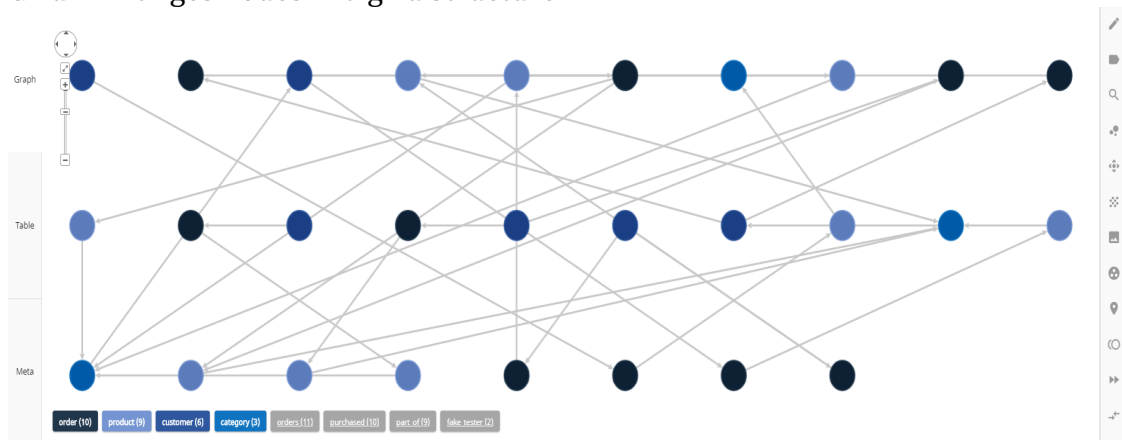 Graph
Table
Meta
order (10) product (9) customer (6) category (3) orders (11) purchased (10) part of (9) fake tester (2)